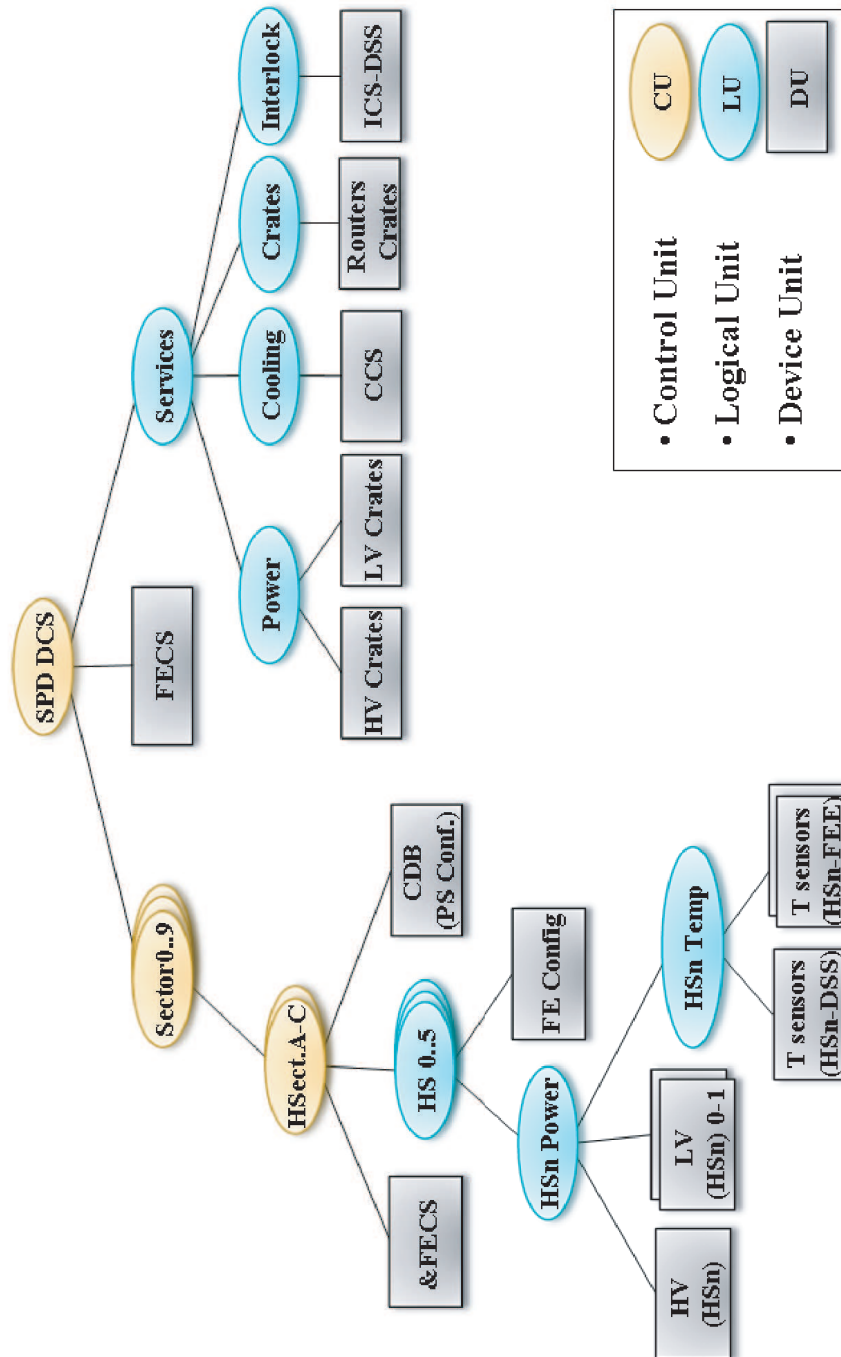 SPD DCS
Sector0..9
FECS
Services
HSect.A-C
Power
Cooling
Crates
Interlock
HV Crates
LV Crates
CCS
Routers
Crates
ICS-DSS
&FECS
HS 0..5
CDB
(PS Conf.)
HSn Power
FE Config
HV
(HSn)
LV
(HSn) 0-1
HSn Temp
T sensors
(HSn-DSS)
T sensors
(HSn-FEE)
• Control Unit
CU
• Logical Unit
LU
• Device Unit
DU